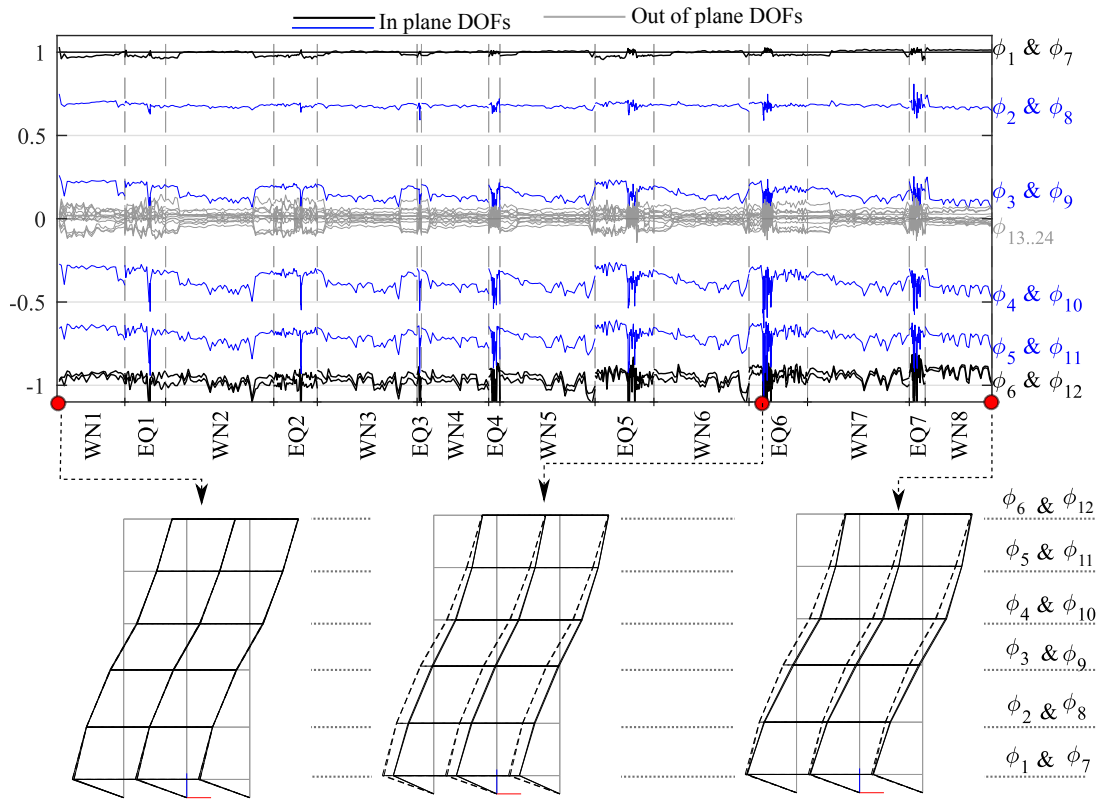 In plane DOFs
Out of plane DOFs
1
0.5
0
-0.5
-1
ϕ1 & ϕ7
ϕ2 & ϕ8
ϕ3 & ϕ9
ϕ13..24
ϕ4 & ϕ10
ϕ5 & ϕ11
ϕ6 & ϕ12
WN1
EQ1
WN2
EQ2
WN3
EQ3
WN4
EQ4
WN5
EQ5
WN6
EQ6
WN7
EQ7
WN8
ϕ6 & ϕ12
ϕ5 & ϕ11
ϕ4 & ϕ10
ϕ3 & ϕ9
ϕ2 & ϕ8
ϕ1 & ϕ7